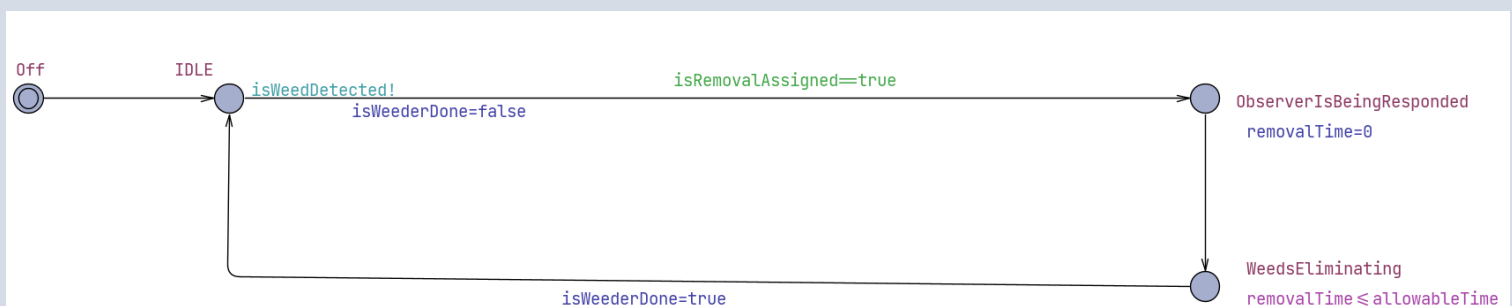 Off
IDLE
isWeedDetected!
isRemovalAssigned==true
isWeederDone=false
ObserverIsBeingResponded
removalTime=0
WeedsEliminating
removalTime<=allowableTime
isWeederDone=true